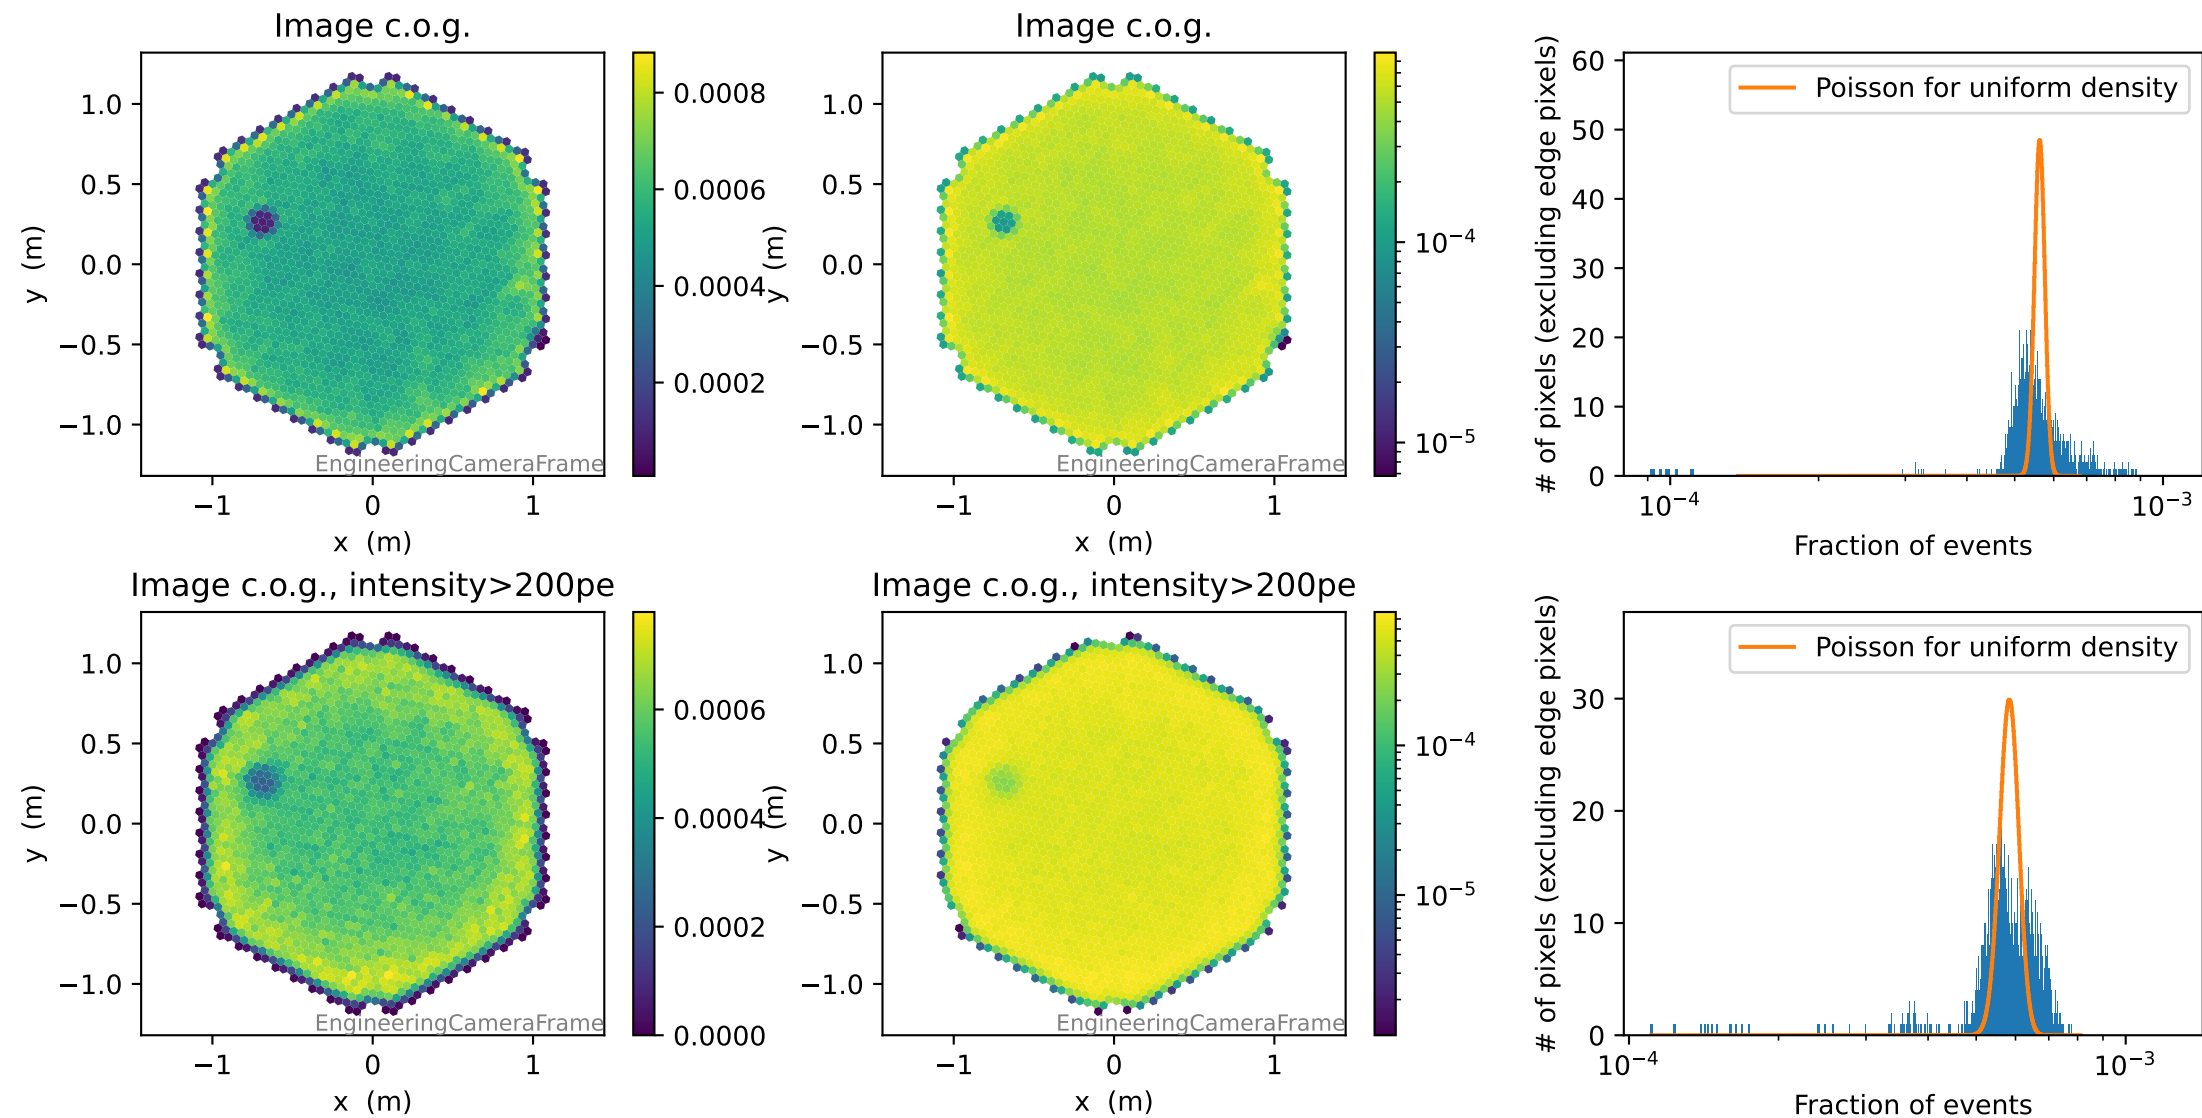 Image c.o.g.
1.0
0.5
0.0
−0.5
−1.0
y (m)
−1
0
1
x (m)
EngineeringCameraFrame
0.0008
0.0006
0.0004
0.0002
Image c.o.g.
1.0
0.5
0.0
−0.5
−1.0
y (m)
−1
0
1
x (m)
EngineeringCameraFrame
10⁻⁴
10⁻⁵
60
50
40
30
20
10
0
# of pixels (excluding edge pixels)
Poisson for uniform density
10⁻⁴
10⁻³
Fraction of events
Image c.o.g., intensity>200pe
1.0
0.5
0.0
−0.5
−1.0
y (m)
−1
0
1
x (m)
EngineeringCameraFrame
0.0006
0.0004
0.0002
0.0000
Image c.o.g., intensity>200pe
1.0
0.5
0.0
−0.5
−1.0
y (m)
−1
0
1
x (m)
EngineeringCameraFrame
10⁻⁴
10⁻⁵
30
20
10
0
# of pixels (excluding edge pixels)
Poisson for uniform density
10⁻⁴
10⁻³
Fraction of events